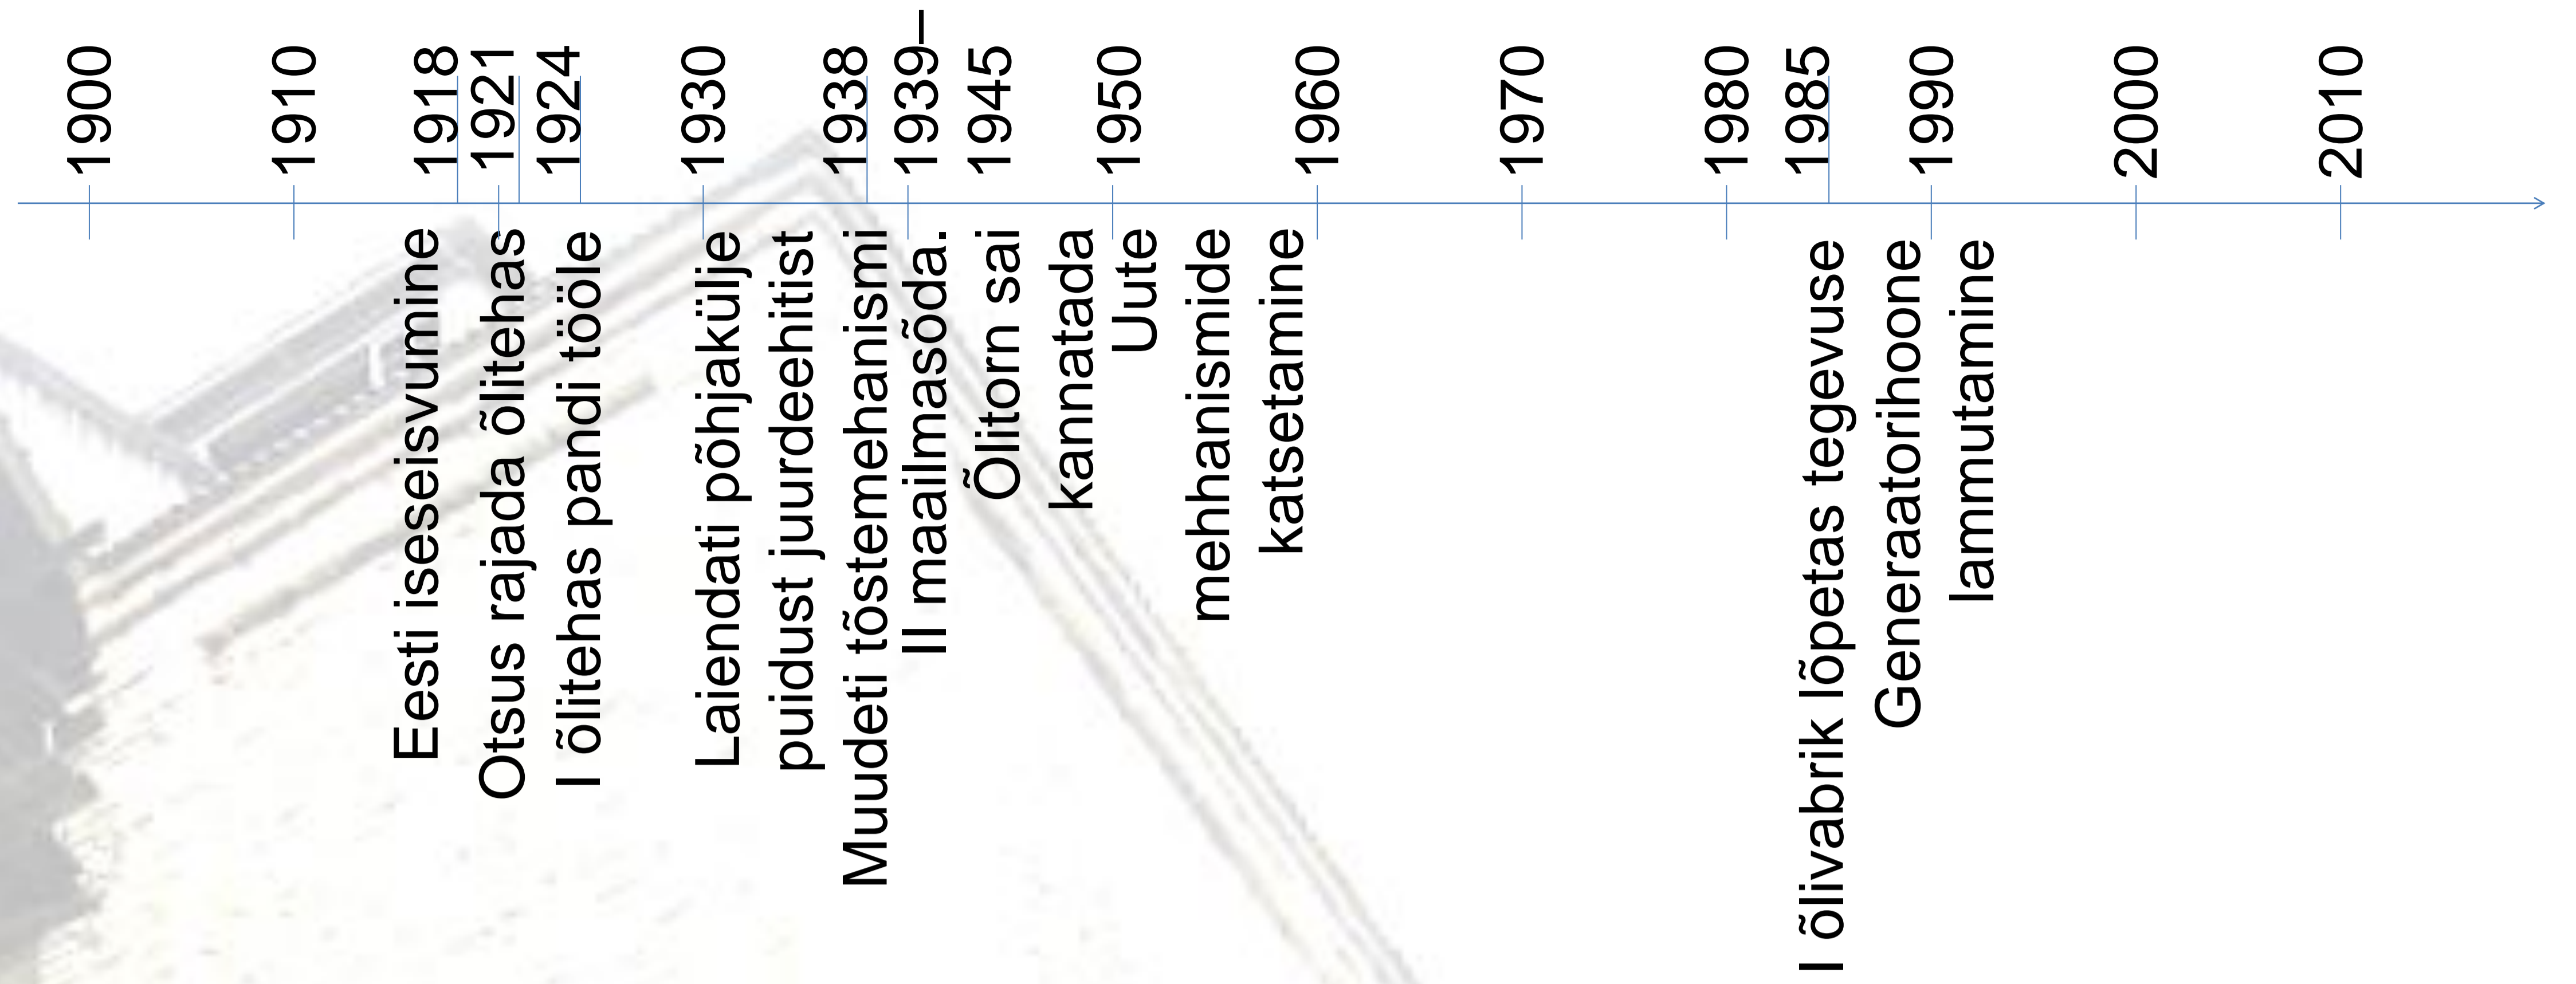 1900
1910
1918
1921
1924
1930
1938
1939–
1945
1950
1960
1970
1980
1985
1990
2000
2010
Eesti iseseisvumine
Otsus rajada õlitehas
I õlitehas pandi tööle
Laiendati põhjakülje
puidust juurdeehitist
Muudeti tõstemehanismi
II maailmasõda.
Õlitorn sai
kannatada
Uute
mehhanismide
katsetamine
I õlivabrik lõpetas tegevuse
Generaatorihoone
lammutamine